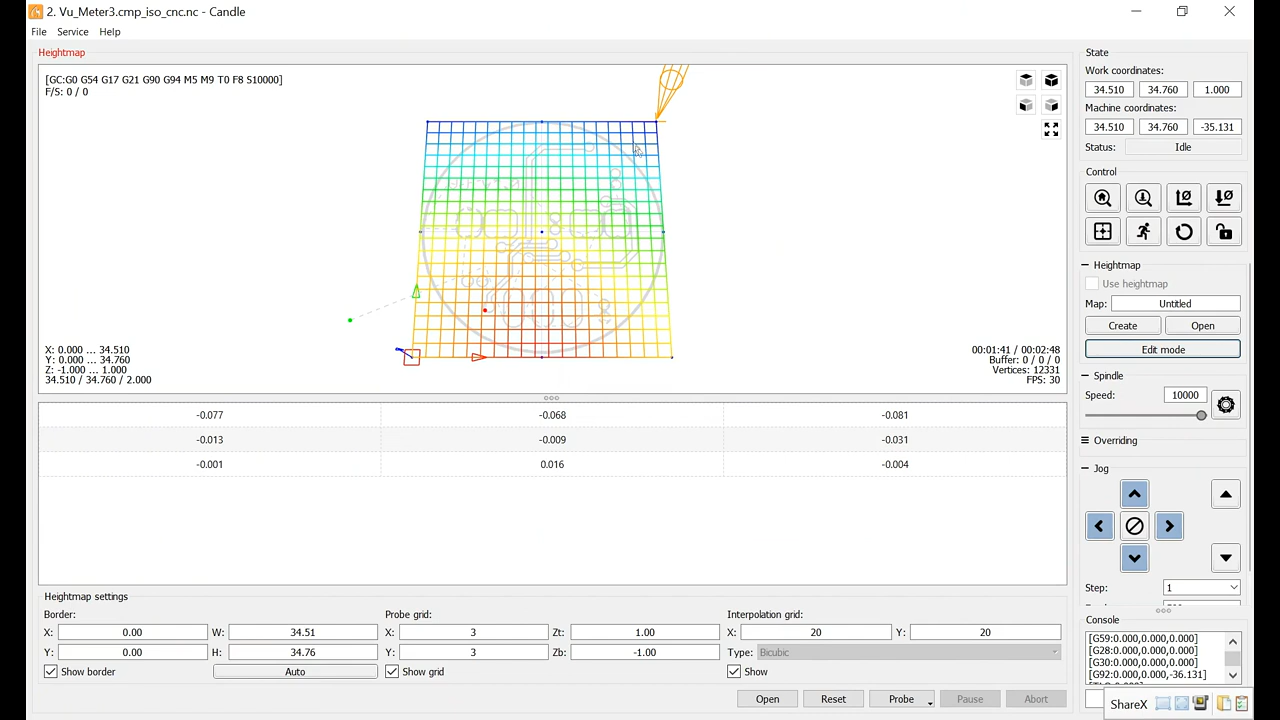 2. Vu_Meter3.cmp_iso_cnc.nc - Candle
File Service Help
Heightmap
[GC:G0 G54 G17 G21 G90 G94 M5 M9 T0 F8 S10000]
F/S: 0 / 0
X: 0.000 ... 34.510
Y: 0.000 ... 34.760
Z: -1.000 ... 1.000
34.510 / 34.760 / 2.000
00:01:41 / 00:02:48
Buffer: 0 / 0 / 0
Vertices: 12331
FPS: 30
-0.077 -0.068 -0.081
-0.013 -0.009 -0.031
-0.001 0.016 -0.004
Heightmap settings
Border: Probe grid: Interpolation grid:
X: 0.00 W: 34.51 X: 3 Zt: 1.00 X: 20 Y: 20
Y: 0.00 H: 34.76 Y: 3 Zb: -1.00 Type: Bicubic
Show border Auto Show grid Show
Open Reset Probe Pause Abort
State
Work coordinates:
34.510 34.760 1.000
Machine coordinates:
34.510 34.760 -35.131
Status: Idle
Control
Heightmap
Use heightmap
Map: Untitled
Create Open
Edit mode
Spindle
Speed: 10000
Overriding
Jog
Step: 1
Console
[G59:0.000,0.000,0.000]
[G28:0.000,0.000,0.000]
[G30:0.000,0.000,0.000]
[G92:0.000,0.000,-36.131]
ShareX